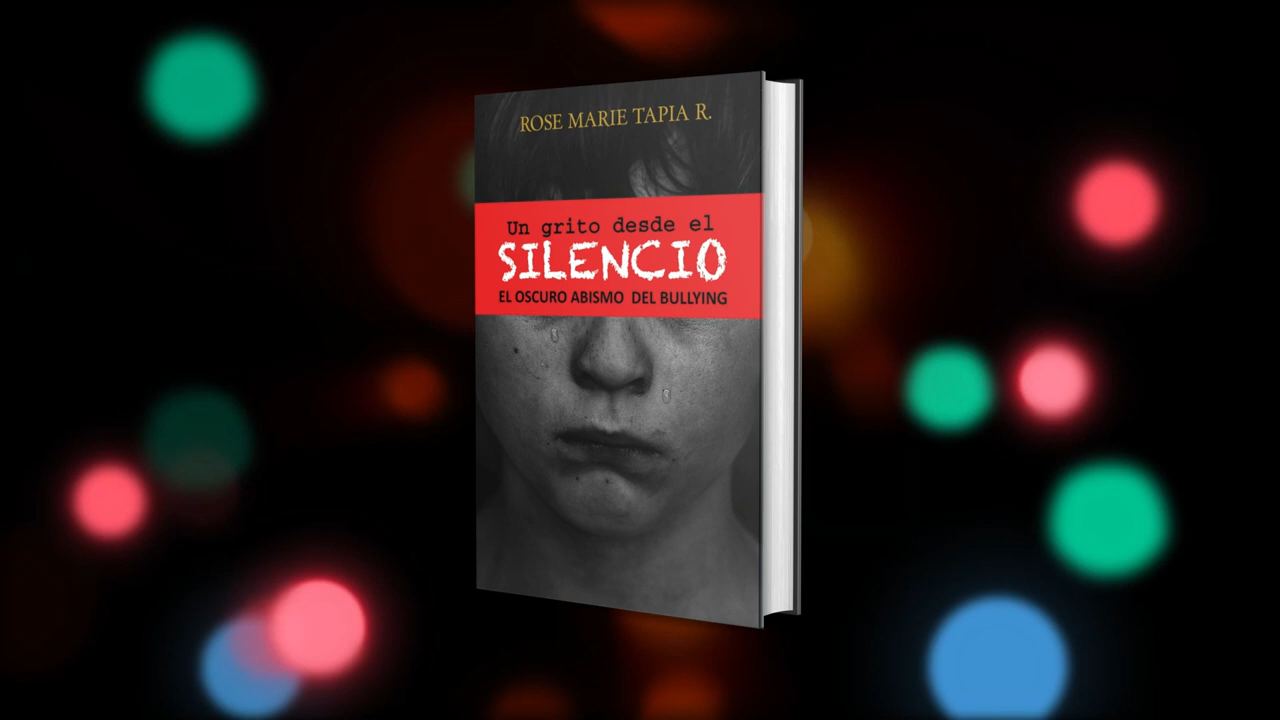 ROSE MARIE TAPIA R.
Un grito desde el
SILENCIO
EL OSCURO ABISMO DEL BULLYING